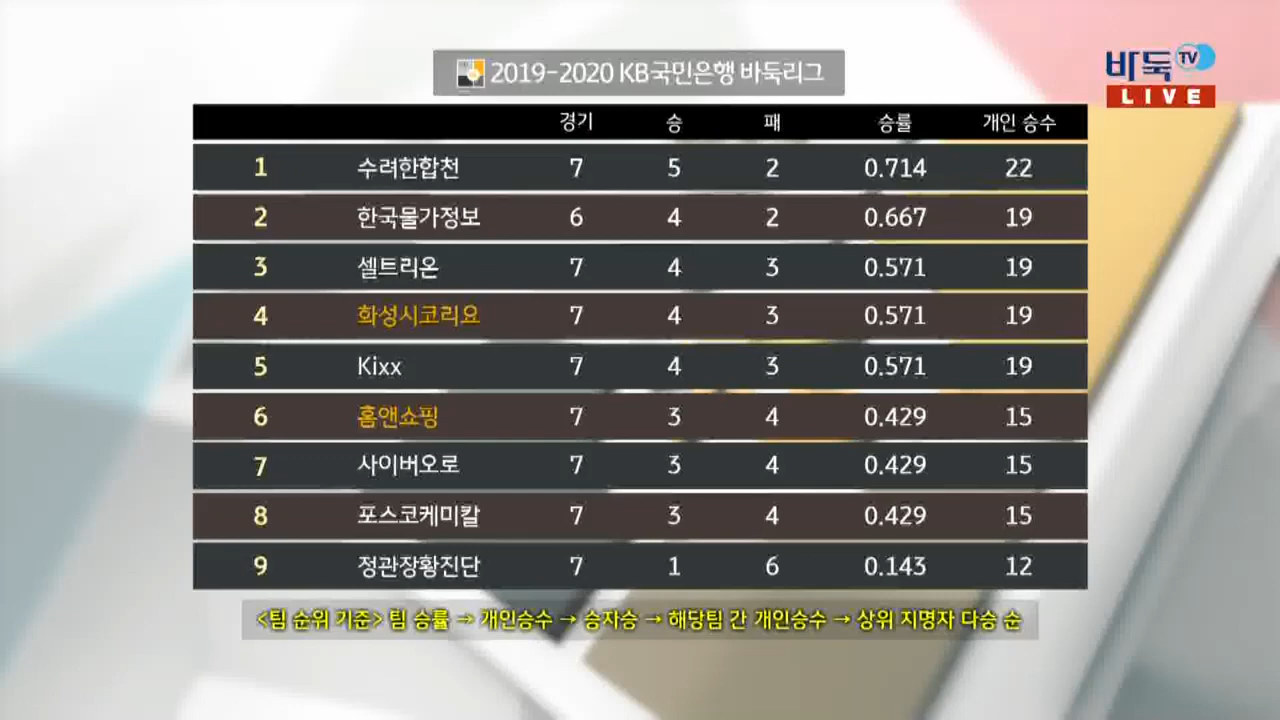 바둑TV
LIVE
2019-2020 KB국민은행 바둑리그
경기 승 패 승률 개인 승수
1 수려한합천 7 5 2 0.714 22
2 한국물가정보 6 4 2 0.667 19
3 셀트리온 7 4 3 0.571 19
4 화성시코리요 7 4 3 0.571 19
5 Kixx 7 4 3 0.571 19
6 홈앤쇼핑 7 3 4 0.429 15
7 사이버오로 7 3 4 0.429 15
8 포스코케미칼 7 3 4 0.429 15
9 정관장황진단 7 1 6 0.143 12
<팀 순위 기준> 팀 승률 → 개인승수 → 승자승 → 해당팀 간 개인승수 → 상위 지명자 다승 순